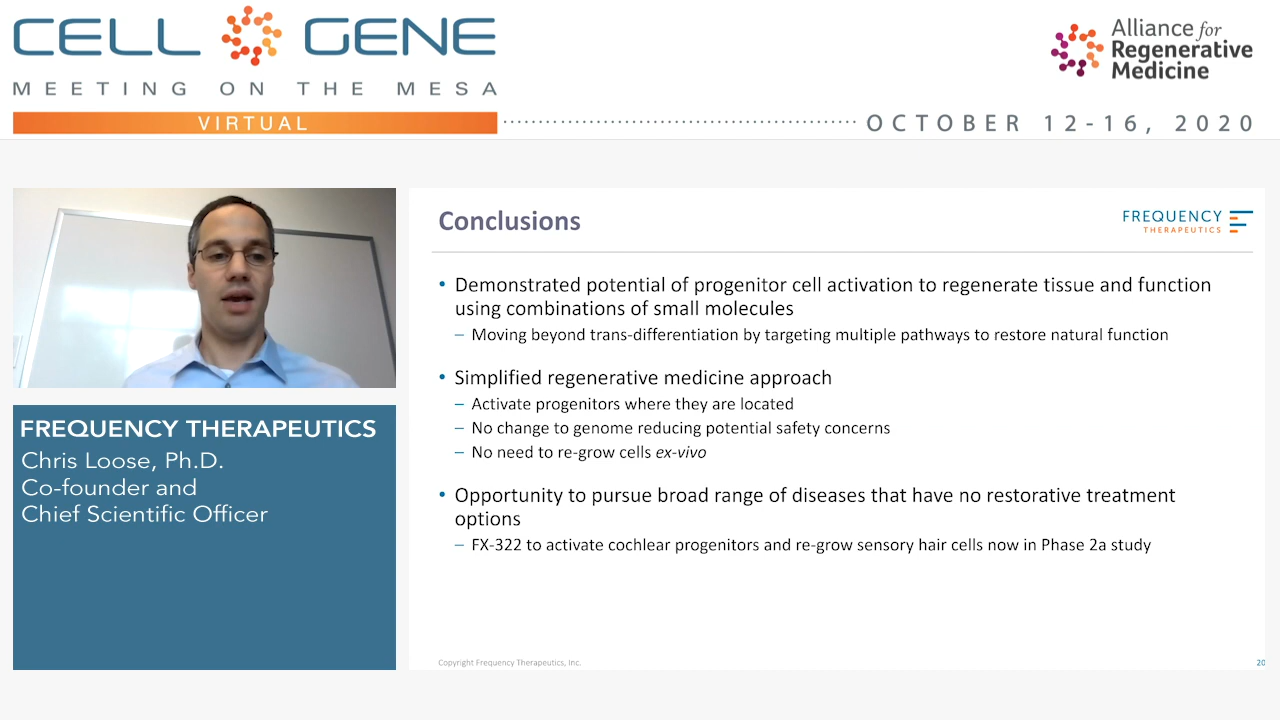 CELL GENE
MEETING ON THE MESA
VIRTUAL
Alliance for
Regenerative
Medicine
OCTOBER 12-16, 2020
FREQUENCY THERAPEUTICS
Chris Loose, Ph.D.
Co-founder and
Chief Scientific Officer
Conclusions
FREQUENCY
THERAPEUTICS
• Demonstrated potential of progenitor cell activation to regenerate tissue and function
using combinations of small molecules
– Moving beyond trans-differentiation by targeting multiple pathways to restore natural function
• Simplified regenerative medicine approach
– Activate progenitors where they are located
– No change to genome reducing potential safety concerns
– No need to re-grow cells ex-vivo
• Opportunity to pursue broad range of diseases that have no restorative treatment
options
– FX-322 to activate cochlear progenitors and re-grow sensory hair cells now in Phase 2a study
Copyright Frequency Therapeutics, Inc.
20